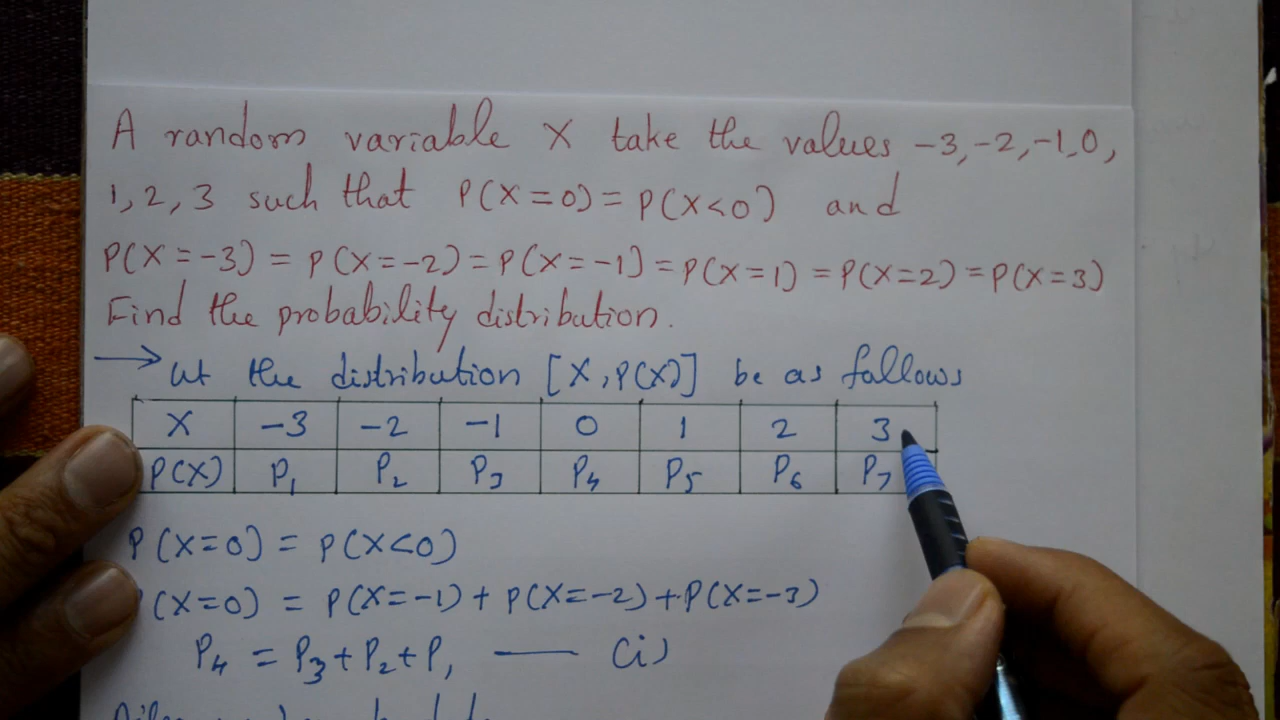 A random variable X take the values -3,-2,-1,0,
1, 2, 3 such that P(X=0)=P(X<0) and
P(X=-3) = P(X=-2)=P(X=-1)=P(X=1)=P(X=2)=P(X=3)
Find the probability distribution.
→ Let the distribution [X,P(X)] be as follows
X -3 -2 -1 0 1 2 3
P(X) P₁ P₂ P₃ P₄ P₅ P₆ P₇
P(X=0) = P(X<0)
(X=0) = P(X=-1)+P(X=-2)+P(X=-3)
P₄ = P₃+P₂+P₁ — (i)